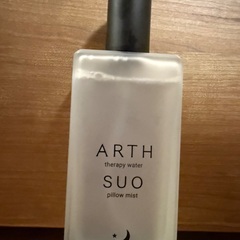 ARTH
therapy water
SUO
pillow mist